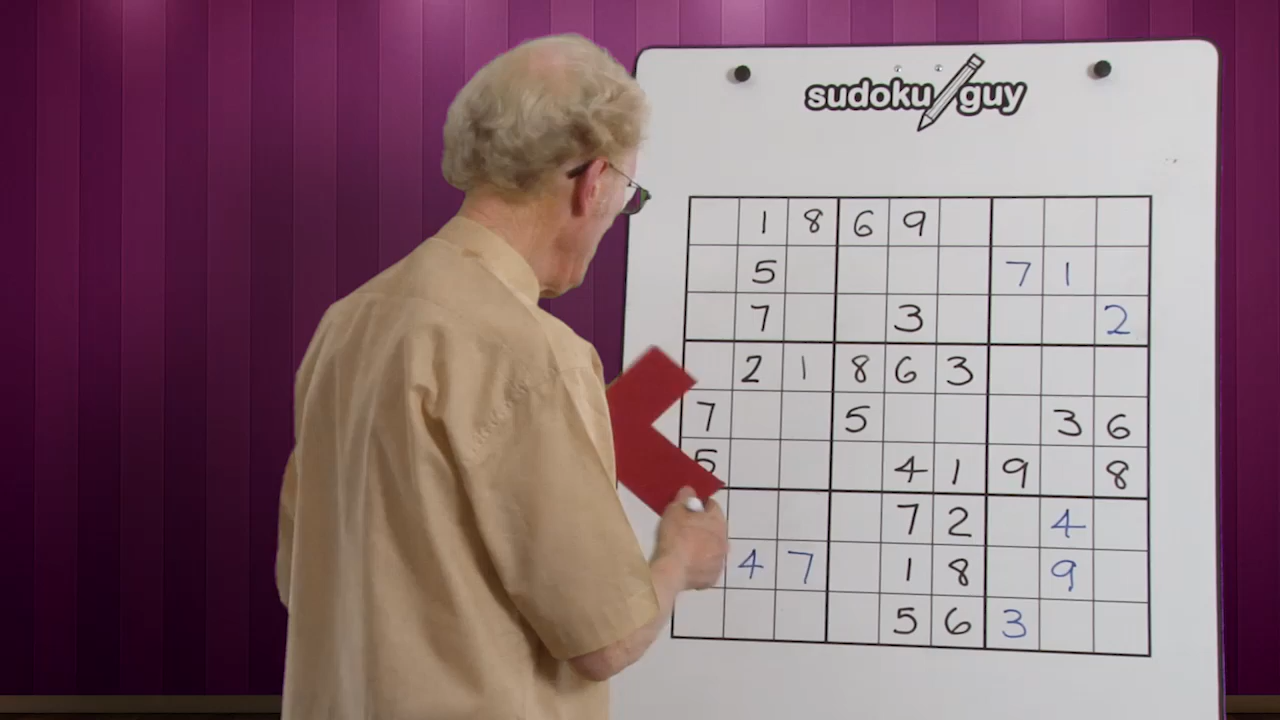 sudoku guy
1 8 6 9
5 7 1
7 3 2
2 1 8 6 3
7 5 3 6
5 4 1 9 8
7 2 4
4 7 1 8 9
5 6 3